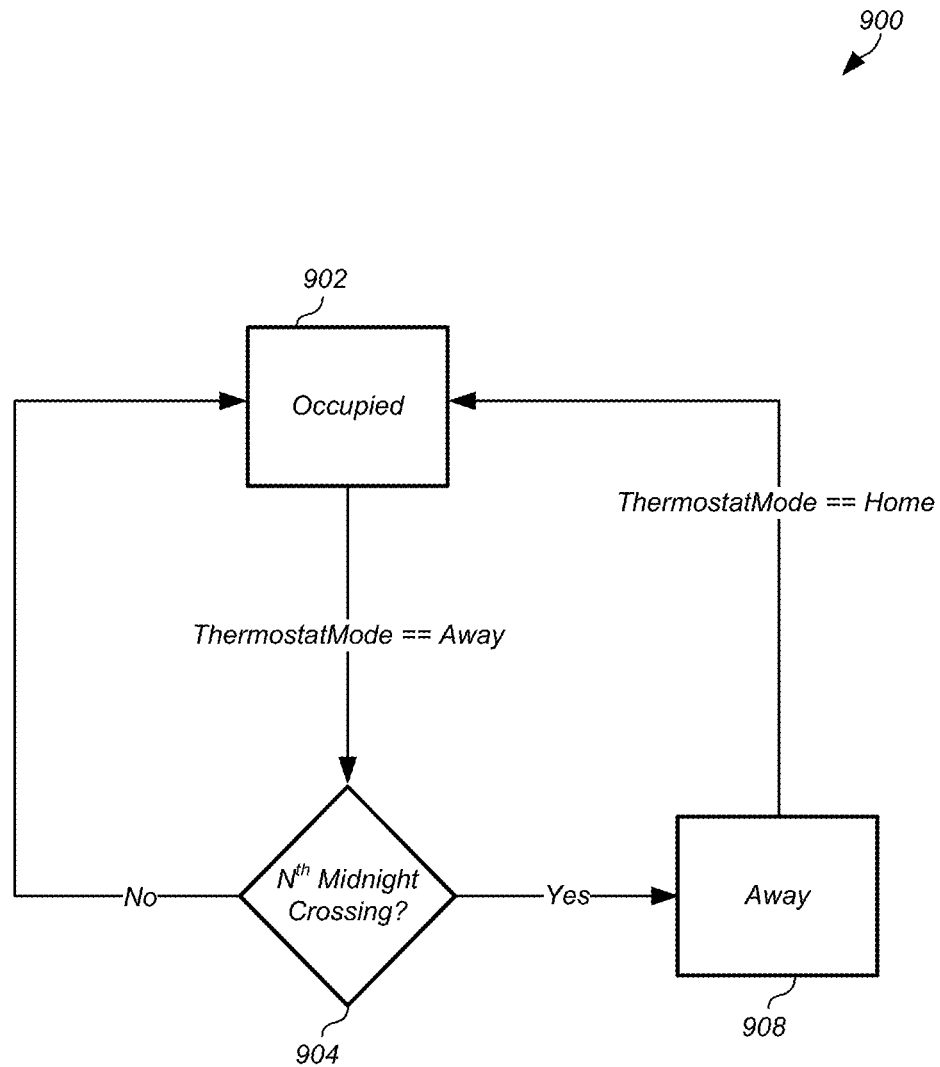 900
902
Occupied
ThermostatMode == Home
ThermostatMode == Away
Nth Midnight
Crossing?
No
Yes
Away
908
904